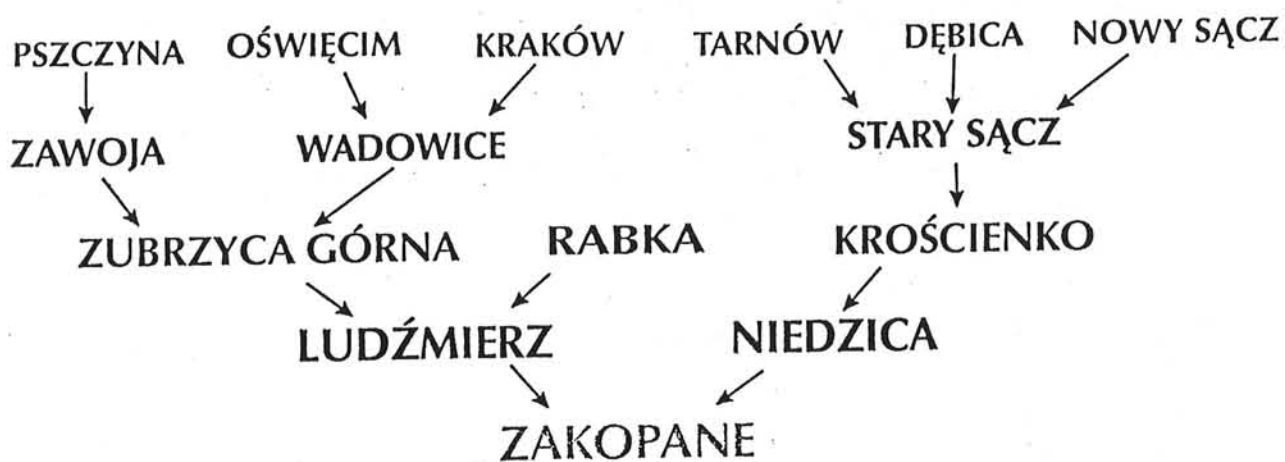 PSZCZYNA OŚWIĘCIM KRAKÓW TARNÓW DĘBICA NOWY SĄCZ
ZAWOJA WADOWICE STARY SĄCZ
ZUBRZYCA GÓRNA RABKA KROŚCIENKO
LUDŹMIERZ NIEDZICA
ZAKOPANE